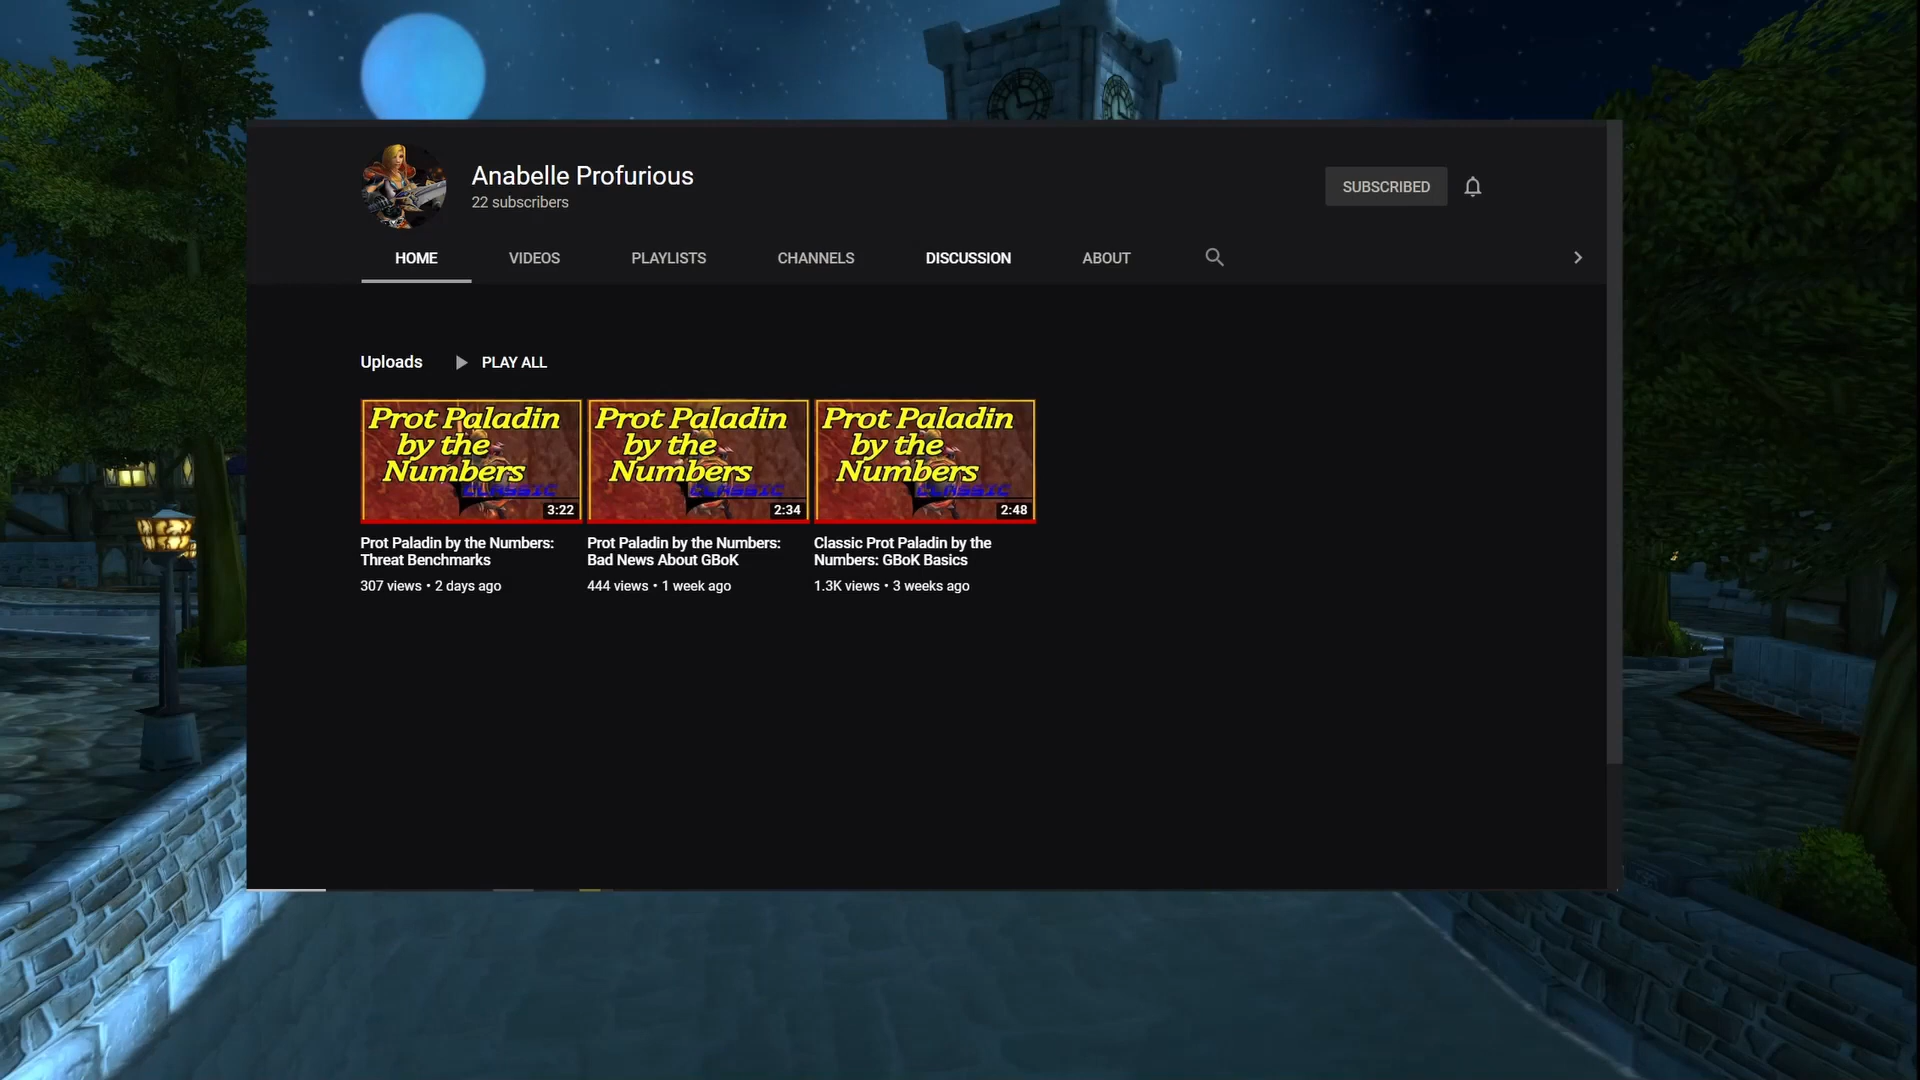 Anabelle Profurious
22 subscribers
SUBSCRIBED
HOME VIDEOS PLAYLISTS CHANNELS DISCUSSION ABOUT
Uploads PLAY ALL
Prot Paladin
by the
Numbers
CLASSIC
3:22
Prot Paladin
by the
Numbers
CLASSIC
2:34
Prot Paladin
by the
Numbers
CLASSIC
2:48
Prot Paladin by the Numbers:
Threat Benchmarks
307 views • 2 days ago
Prot Paladin by the Numbers:
Bad News About GBoK
444 views • 1 week ago
Classic Prot Paladin by the
Numbers: GBoK Basics
1.3K views • 3 weeks ago